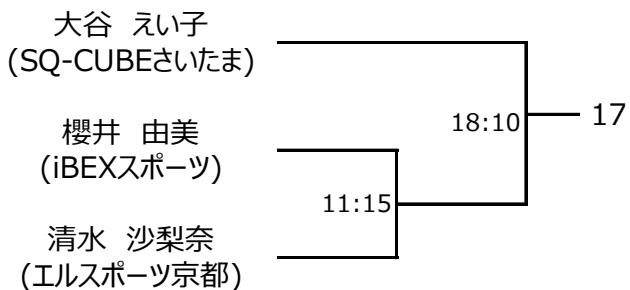 大谷　えい子
(SQ-CUBEさいたま)
18:10
17
櫻井　由美
(iBEXスポーツ)
11:15
清水　沙梨奈
(エルスポーツ京都)